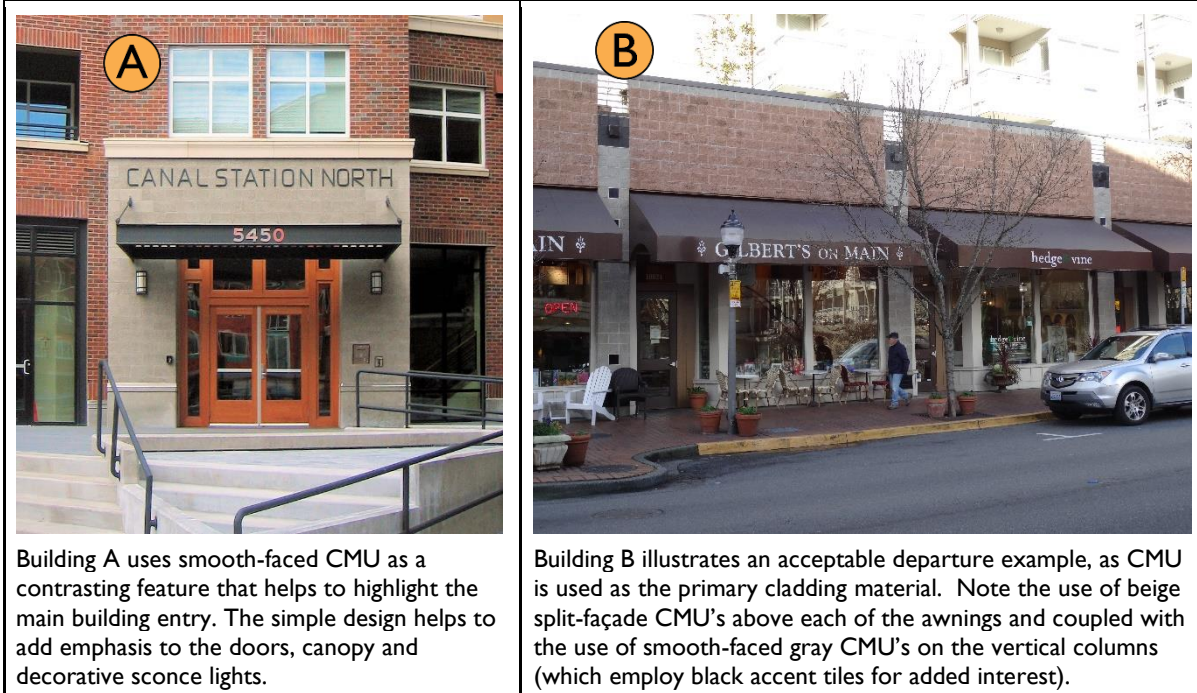 A
CANAL STATION NORTH
5450
B
AIN
GILBERT'S ON MAIN
hedge vine
OPEN
hedge vine
Building A uses smooth-faced CMU as a
contrasting feature that helps to highlight the
main building entry. The simple design helps to
add emphasis to the doors, canopy and
decorative sconce lights.
Building B illustrates an acceptable departure example, as CMU
is used as the primary cladding material. Note the use of beige
split-façade CMU's above each of the awnings and coupled with
the use of smooth-faced gray CMU's on the vertical columns
(which employ black accent tiles for added interest).